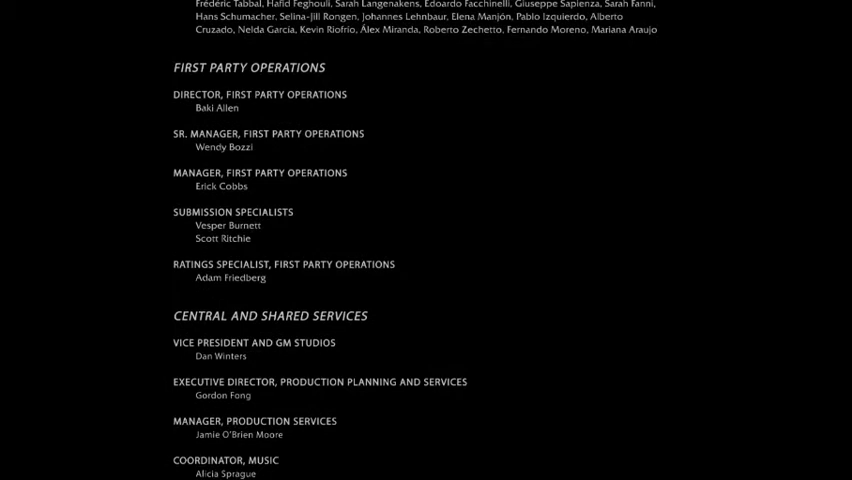 Frédéric Tabbal, Hafid Feghouli, Sarah Langenakens, Edoardo Facchinelli, Giuseppe Sapienza, Sarah Fanni,
Hans Schumacher, Selina-Jill Rongen, Johannes Lehnbaur, Elena Manjón, Pablo Izquierdo, Alberto
Cruzado, Nelda García, Kevin Riofrío, Álex Miranda, Roberto Zechetto, Fernando Moreno, Mariana Araujo
FIRST PARTY OPERATIONS
DIRECTOR, FIRST PARTY OPERATIONS
Baki Allen
SR. MANAGER, FIRST PARTY OPERATIONS
Wendy Bozzi
MANAGER, FIRST PARTY OPERATIONS
Erick Cobbs
SUBMISSION SPECIALISTS
Vesper Burnett
Scott Ritchie
RATINGS SPECIALIST, FIRST PARTY OPERATIONS
Adam Friedberg
CENTRAL AND SHARED SERVICES
VICE PRESIDENT AND GM STUDIOS
Dan Winters
EXECUTIVE DIRECTOR, PRODUCTION PLANNING AND SERVICES
Gordon Fong
MANAGER, PRODUCTION SERVICES
Jamie O'Brien Moore
COORDINATOR, MUSIC
Alicia Sprague